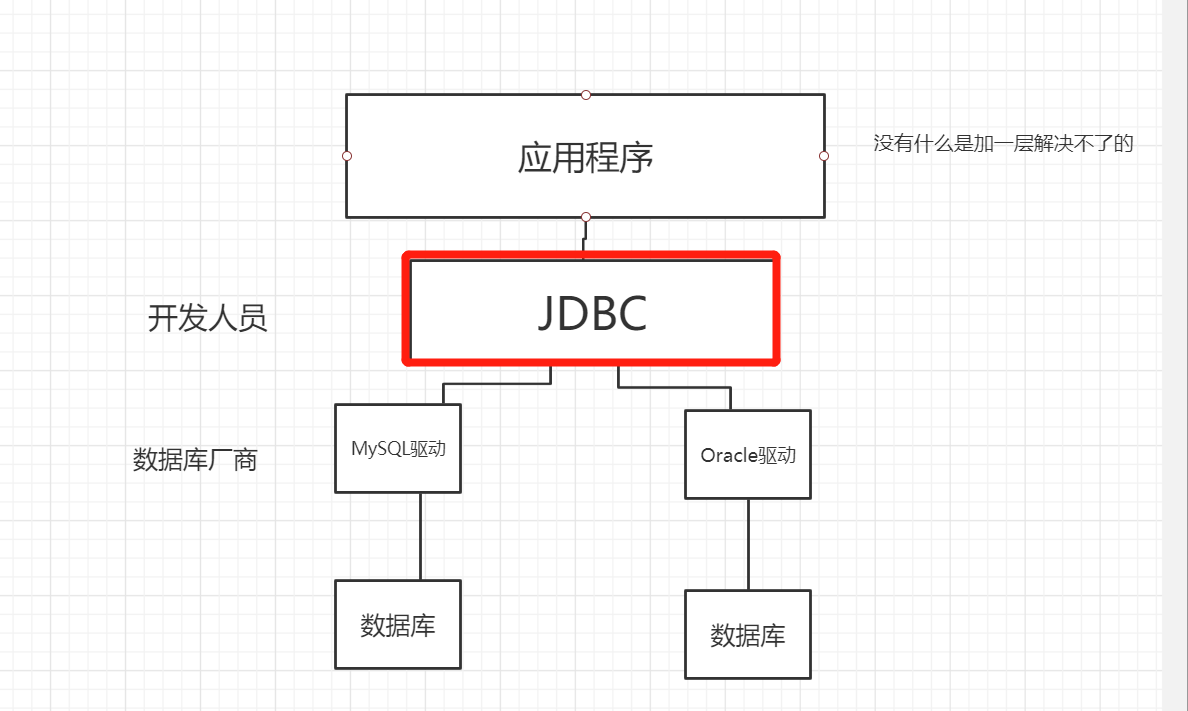 应用程序
没有什么是加一层解决不了的
JDBC
开发人员
MySQL驱动
Oracle驱动
数据库厂商
数据库
数据库